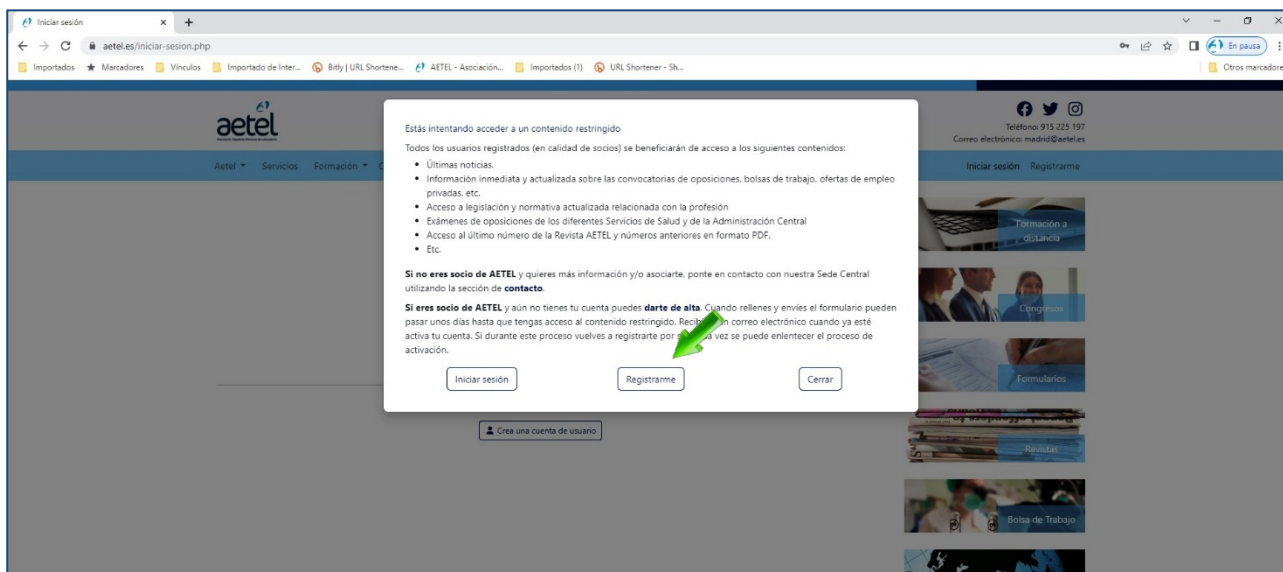 Iniciar sesión
aetel.es/iniciar-sesion.php
En pausa
Importados Marcadores Vínculos Importado de Inter... Bitly | URL Shortene... AETEL - Asociación... Importados (1) URL Shortener - Sh...
Otros marcadore
aetel
Teléfono: 915 225 197
Correo electrónico: madrid@aetel.es
Aetel Servicios Formación
Iniciar sesión Registrarme
Estás intentando acceder a un contenido restringido
Todos los usuarios registrados (en calidad de socios) se beneficiarán de acceso a los siguientes contenidos:
• Últimas noticias.
• Información inmediata y actualizada sobre las convocatorias de oposiciones, bolsas de trabajo, ofertas de empleo
privadas, etc.
• Acceso a legislación y normativa actualizada relacionada con la profesión
• Exámenes de oposiciones de los diferentes Servicios de Salud y de la Administración Central
• Acceso al último número de la Revista AETEL y números anteriores en formato PDF.
• Etc.
Si no eres socio de AETEL y quieres más información y/o asociarte, ponte en contacto con nuestra Sede Central
utilizando la sección de contacto.
Si eres socio de AETEL y aún no tienes tu cuenta puedes darte de alta. Cuando rellenes y envíes el formulario pueden
pasar unos días hasta que tengas acceso al contenido restringido. correo electrónico cuando ya esté
activa tu cuenta. Si durante este proceso vuelves a registrarte por vez se puede enlentecer el proceso de
activación.
Iniciar sesión Registrarme Cerrar
Crea una cuenta de usuario
Formación a
distancia
Congresos
Formularios
Revistas
Bolsa de Trabajo